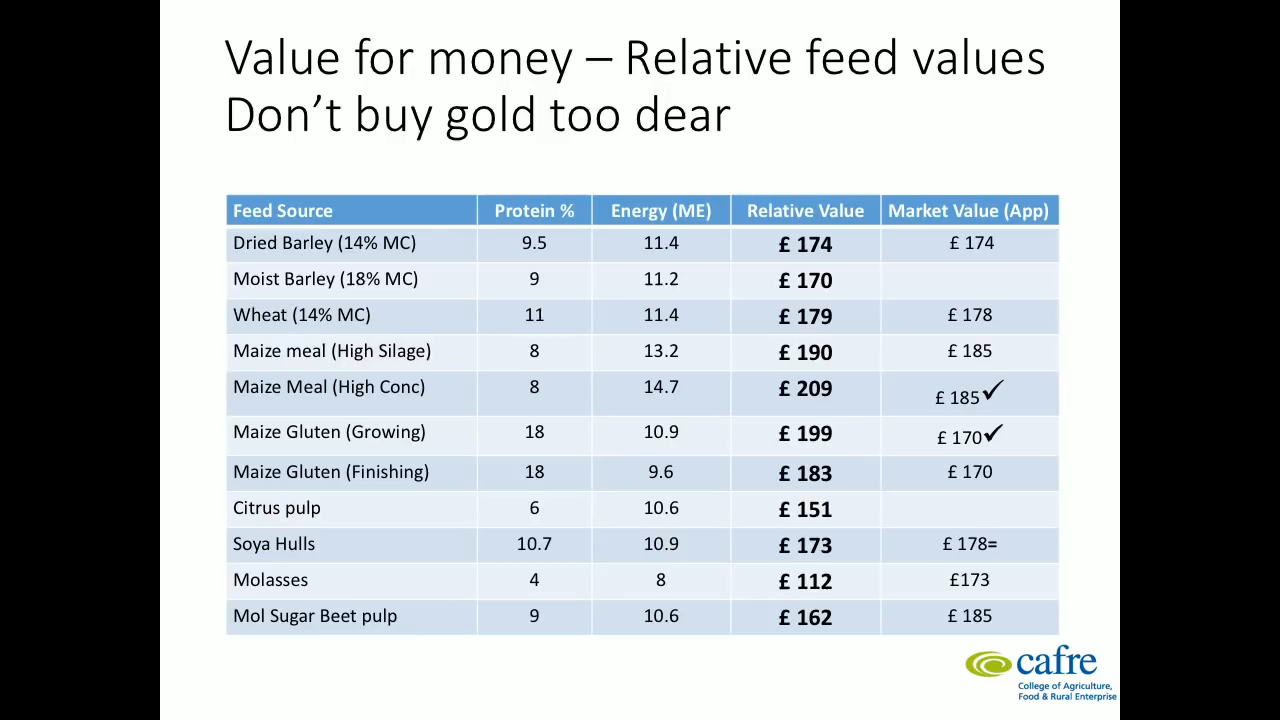 Value for money – Relative feed values
Don’t buy gold too dear
Feed Source Protein % Energy (ME) Relative Value Market Value (App)
Dried Barley (14% MC) 9.5 11.4 £ 174 £ 174
Moist Barley (18% MC) 9 11.2 £ 170
Wheat (14% MC) 11 11.4 £ 179 £ 178
Maize meal (High Silage) 8 13.2 £ 190 £ 185
Maize Meal (High Conc) 8 14.7 £ 209 £ 185✓
Maize Gluten (Growing) 18 10.9 £ 199 £ 170✓
Maize Gluten (Finishing) 18 9.6 £ 183 £ 170
Citrus pulp 6 10.6 £ 151
Soya Hulls 10.7 10.9 £ 173 £ 178=
Molasses 4 8 £ 112 £173
Mol Sugar Beet pulp 9 10.6 £ 162 £ 185
cafre
College of Agriculture,
Food & Rural Enterprise